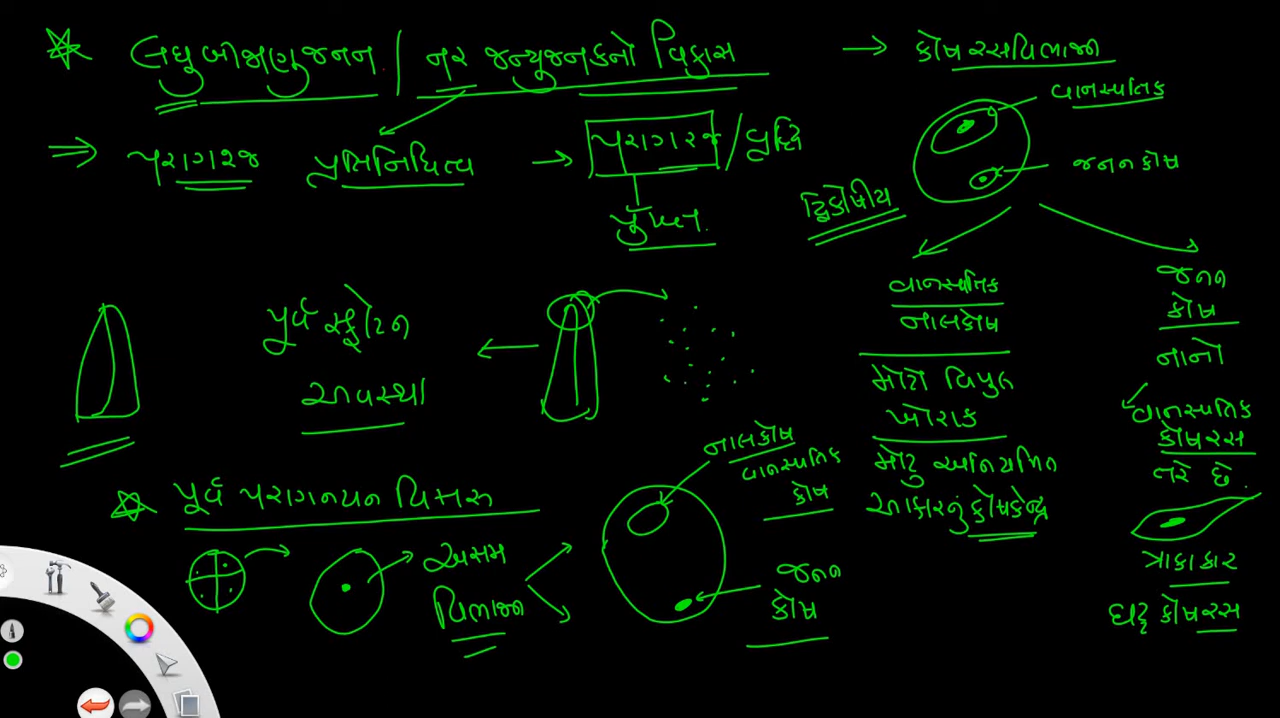 લઘુબીજાણુજનન / નર જન્યુજનકનો વિકાસ
⇒ પરાગરજ પ્રતિનિધિત્વ → પરાગરજ / વૃદ્ધિ
પુખ્ત
→ કોષરસવિભાજન
વાનસ્પતિક
જનનકોષ
દ્વિકોષીય
વાનસ્પતિક
નાલકોષ
મોટો વિપુલ
ખોરાક
મોટુ અનિયમિત
આકારનું કોષકેન્દ્ર
જનન
કોષ
નાનો
વાનસ્પતિક
કોષરસ
તરે છે.
ત્રાકાકાર
ઘટ્ટ કોષરસ
પૂર્વ સ્ફોટન
અવસ્થા
પૂર્વ પરાગનયન વિકાસ
અસમ
વિભાજન
નાલકોષ
વાનસ્પતિક
કોષ
જનન
કોષ